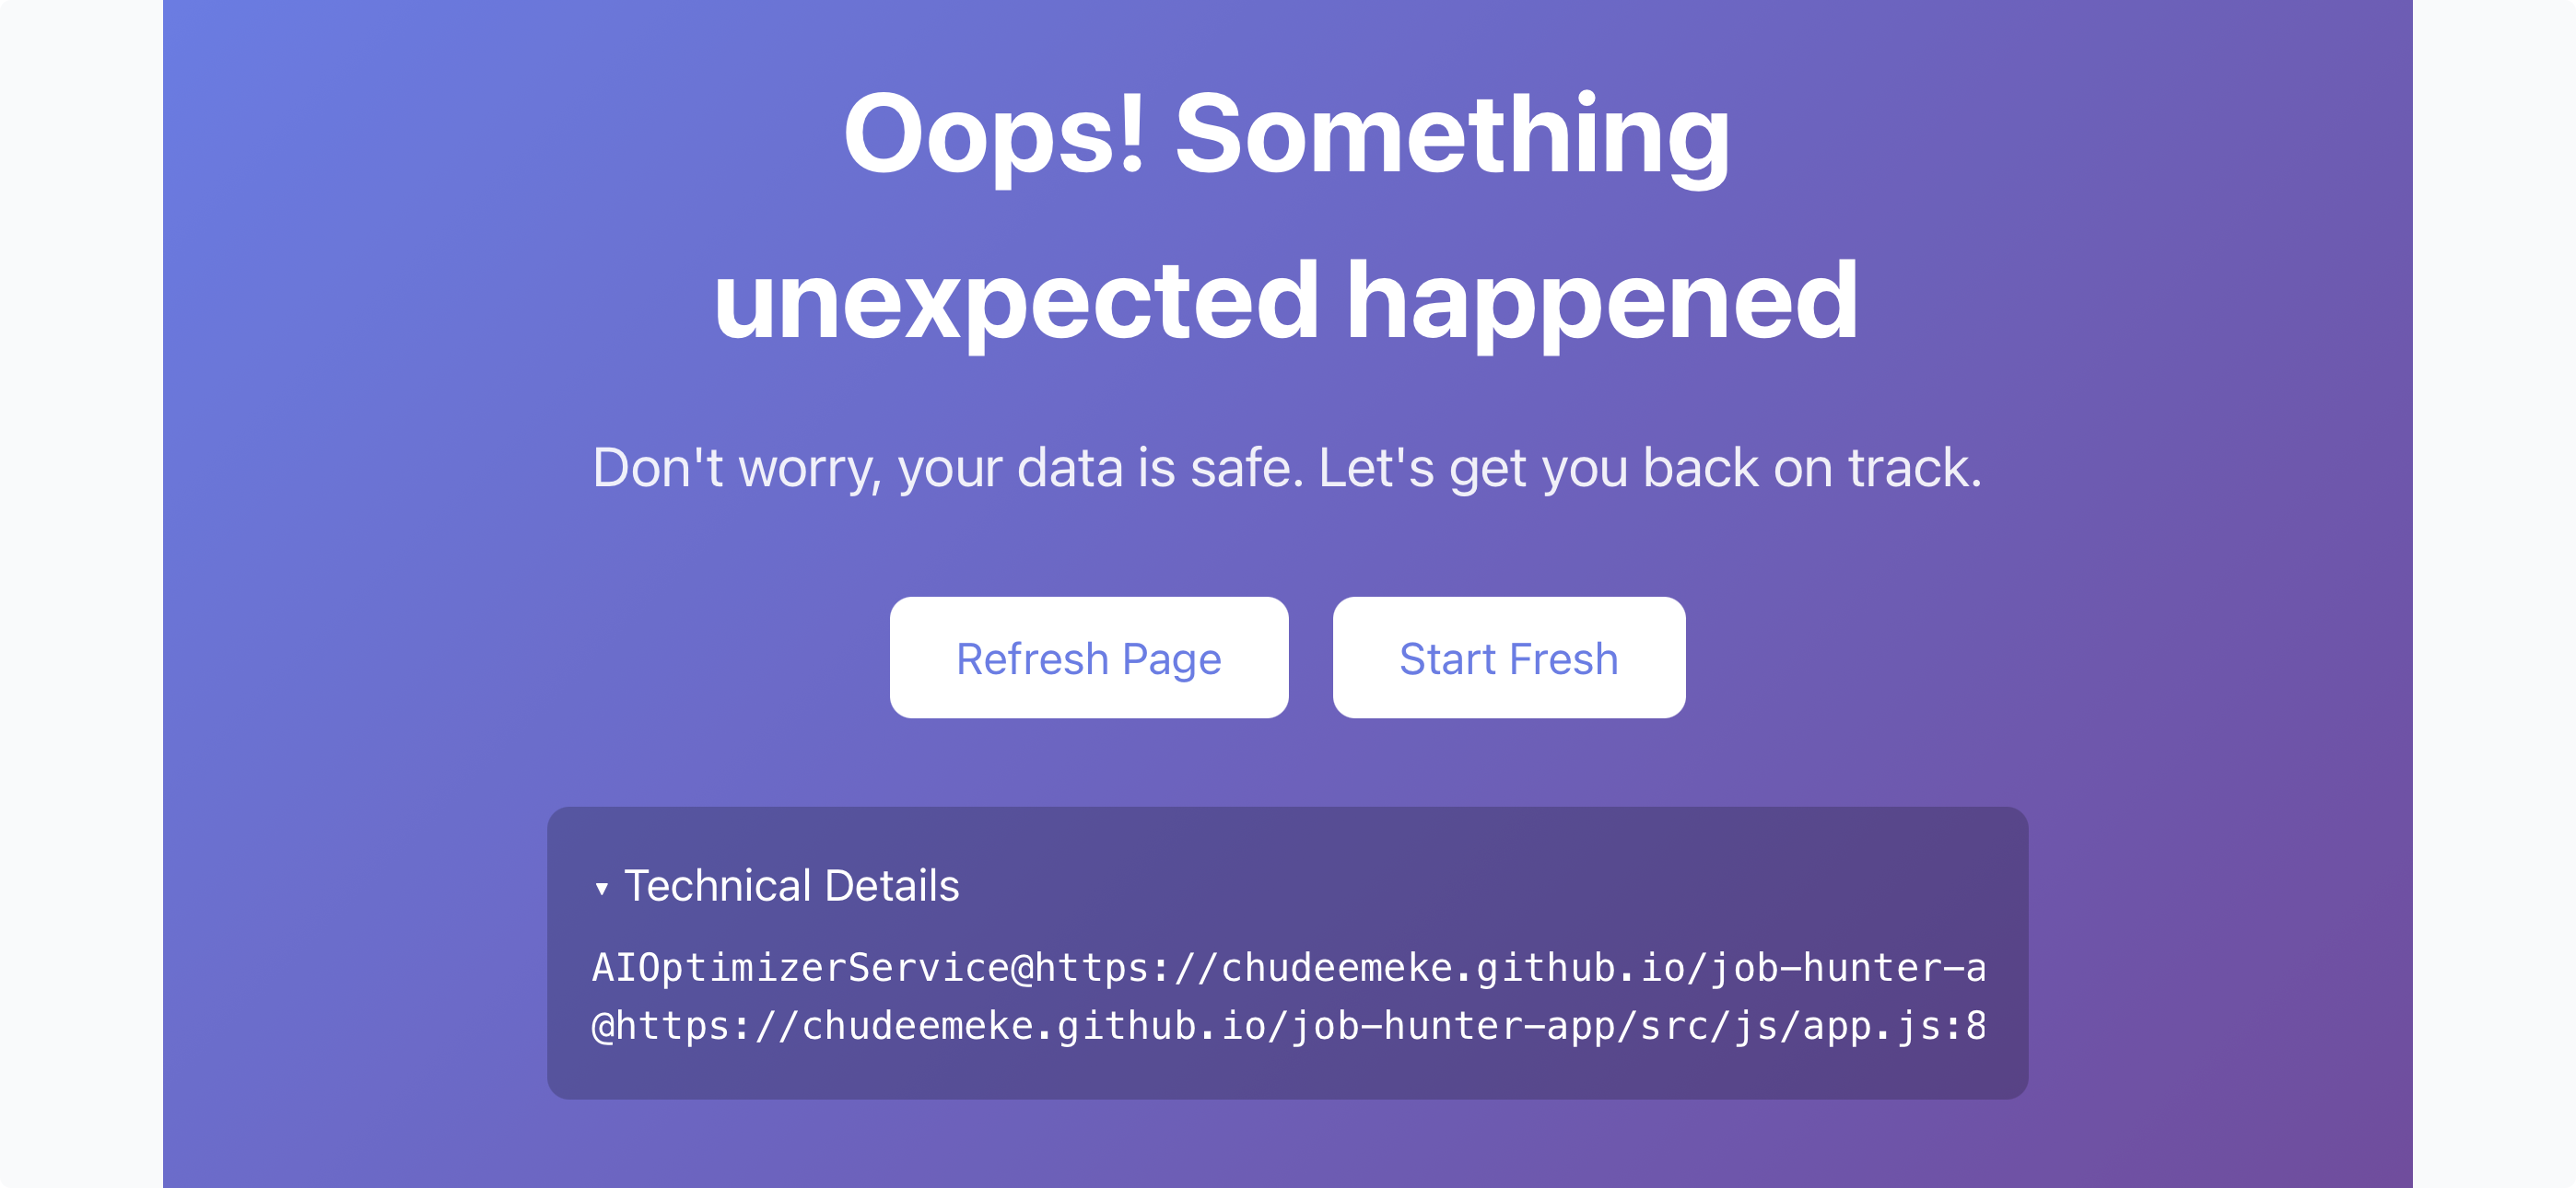 Oops! Something
unexpected happened
Don't worry, your data is safe. Let's get you back on track.
Refresh Page
Start Fresh
▾ Technical Details
AIOptimizerService@https://chudeemeke.github.io/job-hunter-a
@https://chudeemeke.github.io/job-hunter-app/src/js/app.js:8